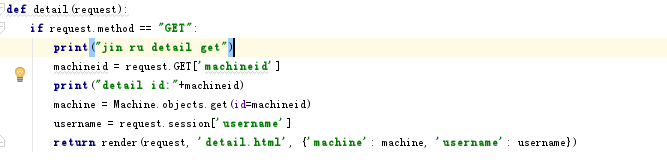 def detail(request):
    if request.method == "GET":
        print("jin ru detail get")
        machineid = request.GET['machineid']
        print("detail id:"+machineid)
        machine = Machine.objects.get(id=machineid)
        username = request.session['username']
        return render(request, 'detail.html', {'machine': machine, 'username': username})